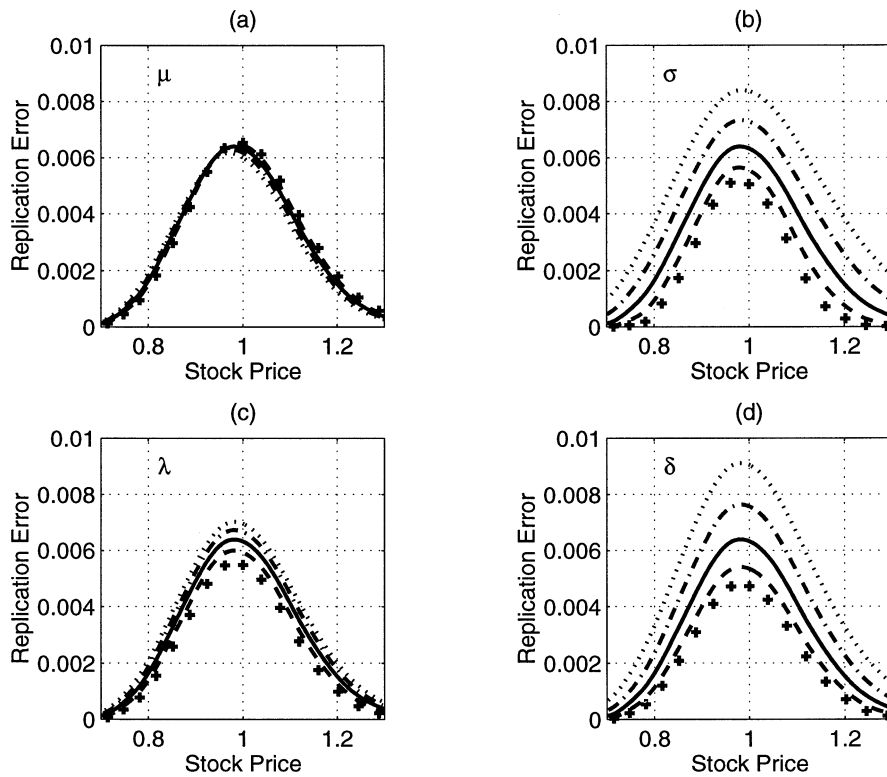 (a)
0.01
0.008
0.006
0.004
0.002
0
Replication Error
μ
0.8
1
1.2
Stock Price
(b)
0.01
0.008
0.006
0.004
0.002
0
Replication Error
σ
0.8
1
1.2
Stock Price
(c)
0.01
0.008
0.006
0.004
0.002
0
Replication Error
λ
0.8
1
1.2
Stock Price
(d)
0.01
0.008
0.006
0.004
0.002
0
Replication Error
δ
0.8
1
1.2
Stock Price